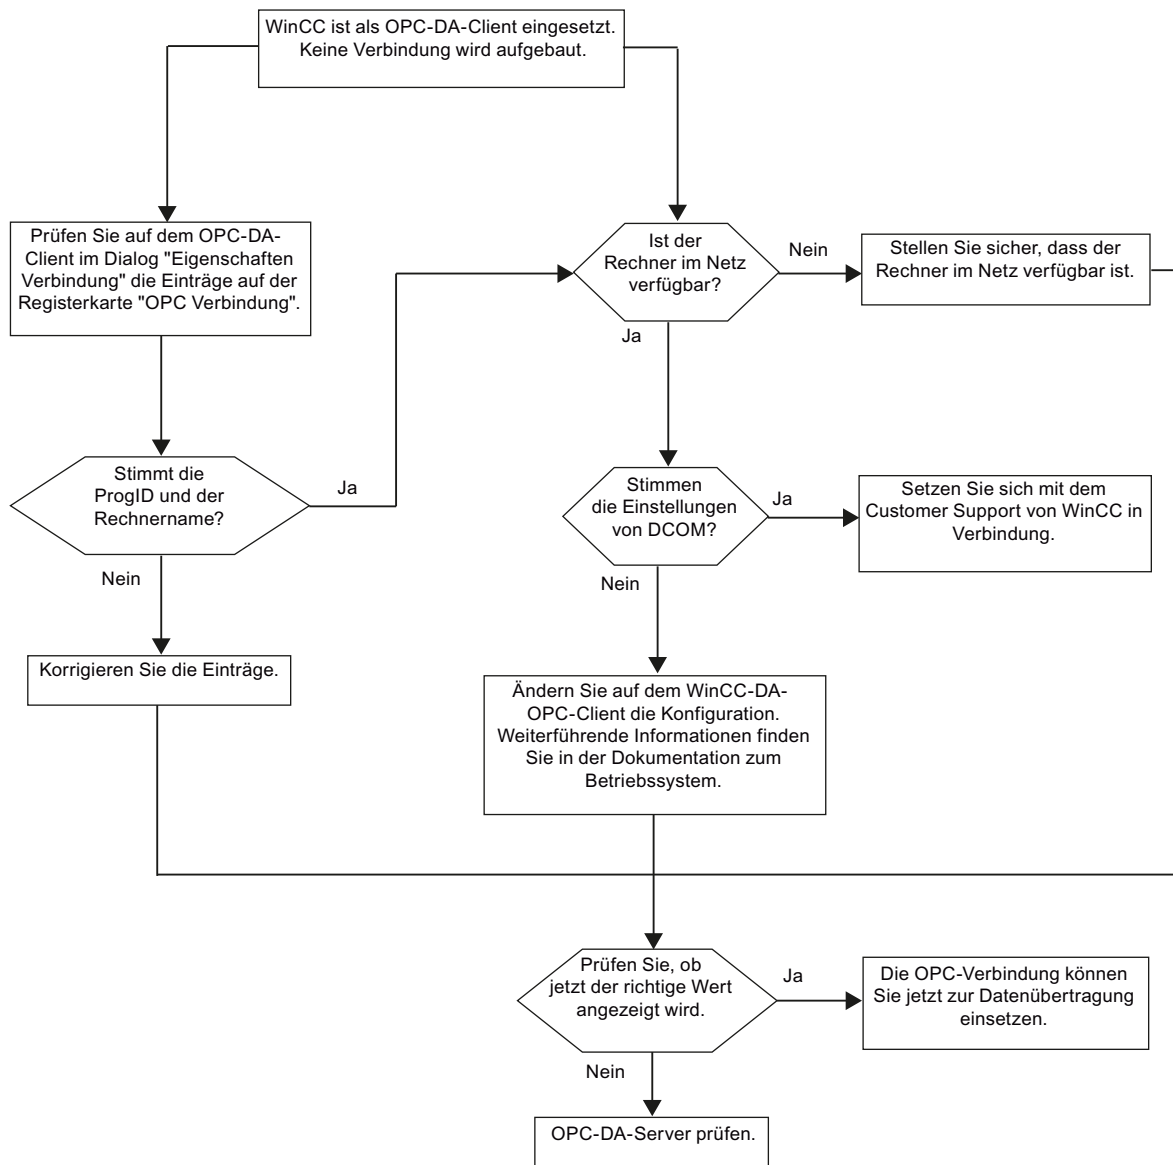 WinCC ist als OPC-DA-Client eingesetzt.
Keine Verbindung wird aufgebaut.
Prüfen Sie auf dem OPC-DA-
Client im Dialog "Eigenschaften
Verbindung" die Einträge auf der
Registerkarte "OPC Verbindung".
Ist der
Rechner im Netz
verfügbar?
Nein
Stellen Sie sicher, dass der
Rechner im Netz verfügbar ist.
Ja
Stimmt die
ProgID und der
Rechnername?
Ja
Stimmen
die Einstellungen
von DCOM?
Ja
Setzen Sie sich mit dem
Customer Support von WinCC in
Verbindung.
Nein
Nein
Korrigieren Sie die Einträge.
Ändern Sie auf dem WinCC-DA-
OPC-Client die Konfiguration.
Weiterführende Informationen finden
Sie in der Dokumentation zum
Betriebssystem.
Prüfen Sie, ob
jetzt der richtige Wert
angezeigt wird.
Ja
Die OPC-Verbindung können
Sie jetzt zur Datenübertragung
einsetzen.
Nein
OPC-DA-Server prüfen.